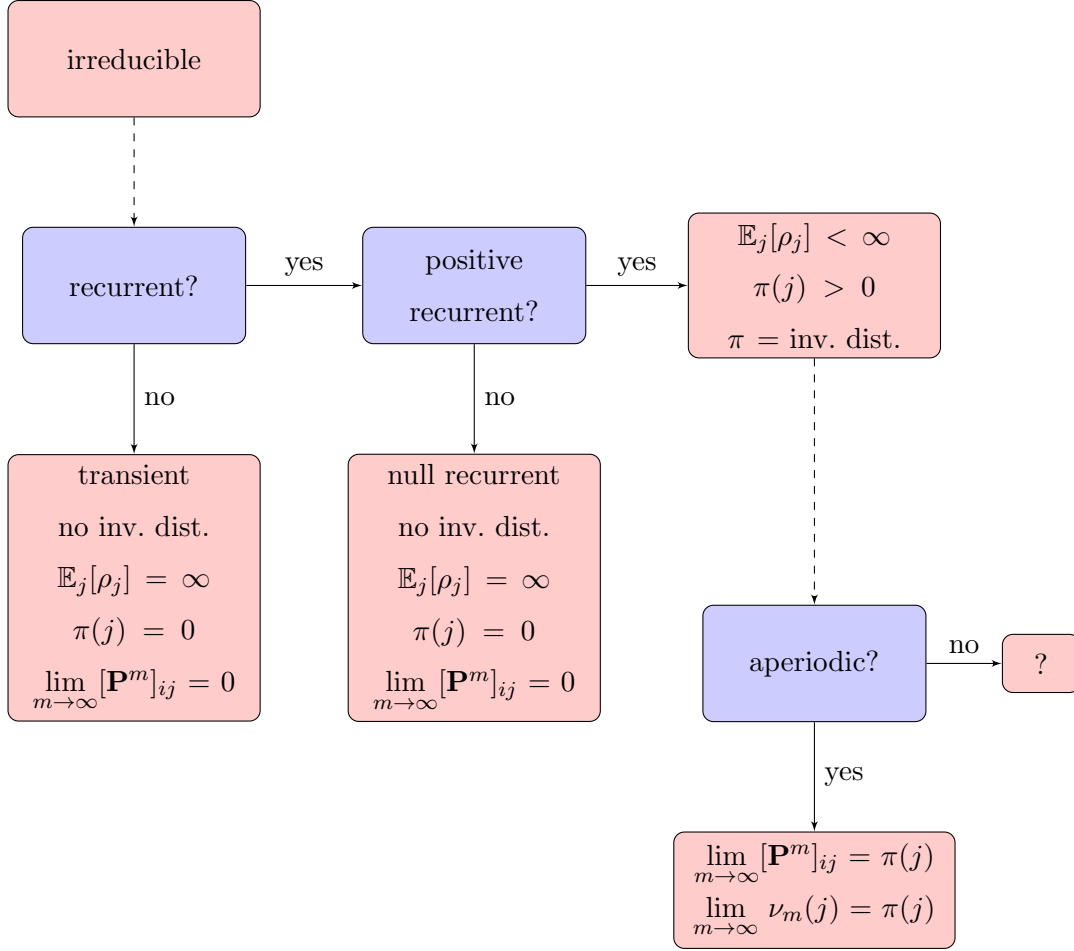 irreducible
recurrent?
yes
positive
recurrent?
yes
𝔼_j[ρ_j] < ∞
π(j) > 0
π = inv. dist.
no
no
transient
no inv. dist.
𝔼_j[ρ_j] = ∞
π(j) = 0
lim_{m→∞} [𝐏^m]_{ij} = 0
null recurrent
no inv. dist.
𝔼_j[ρ_j] = ∞
π(j) = 0
lim_{m→∞} [𝐏^m]_{ij} = 0
aperiodic?
no
?
yes
lim_{m→∞} [𝐏^m]_{ij} = π(j)
lim_{m→∞} ν_m(j) = π(j)